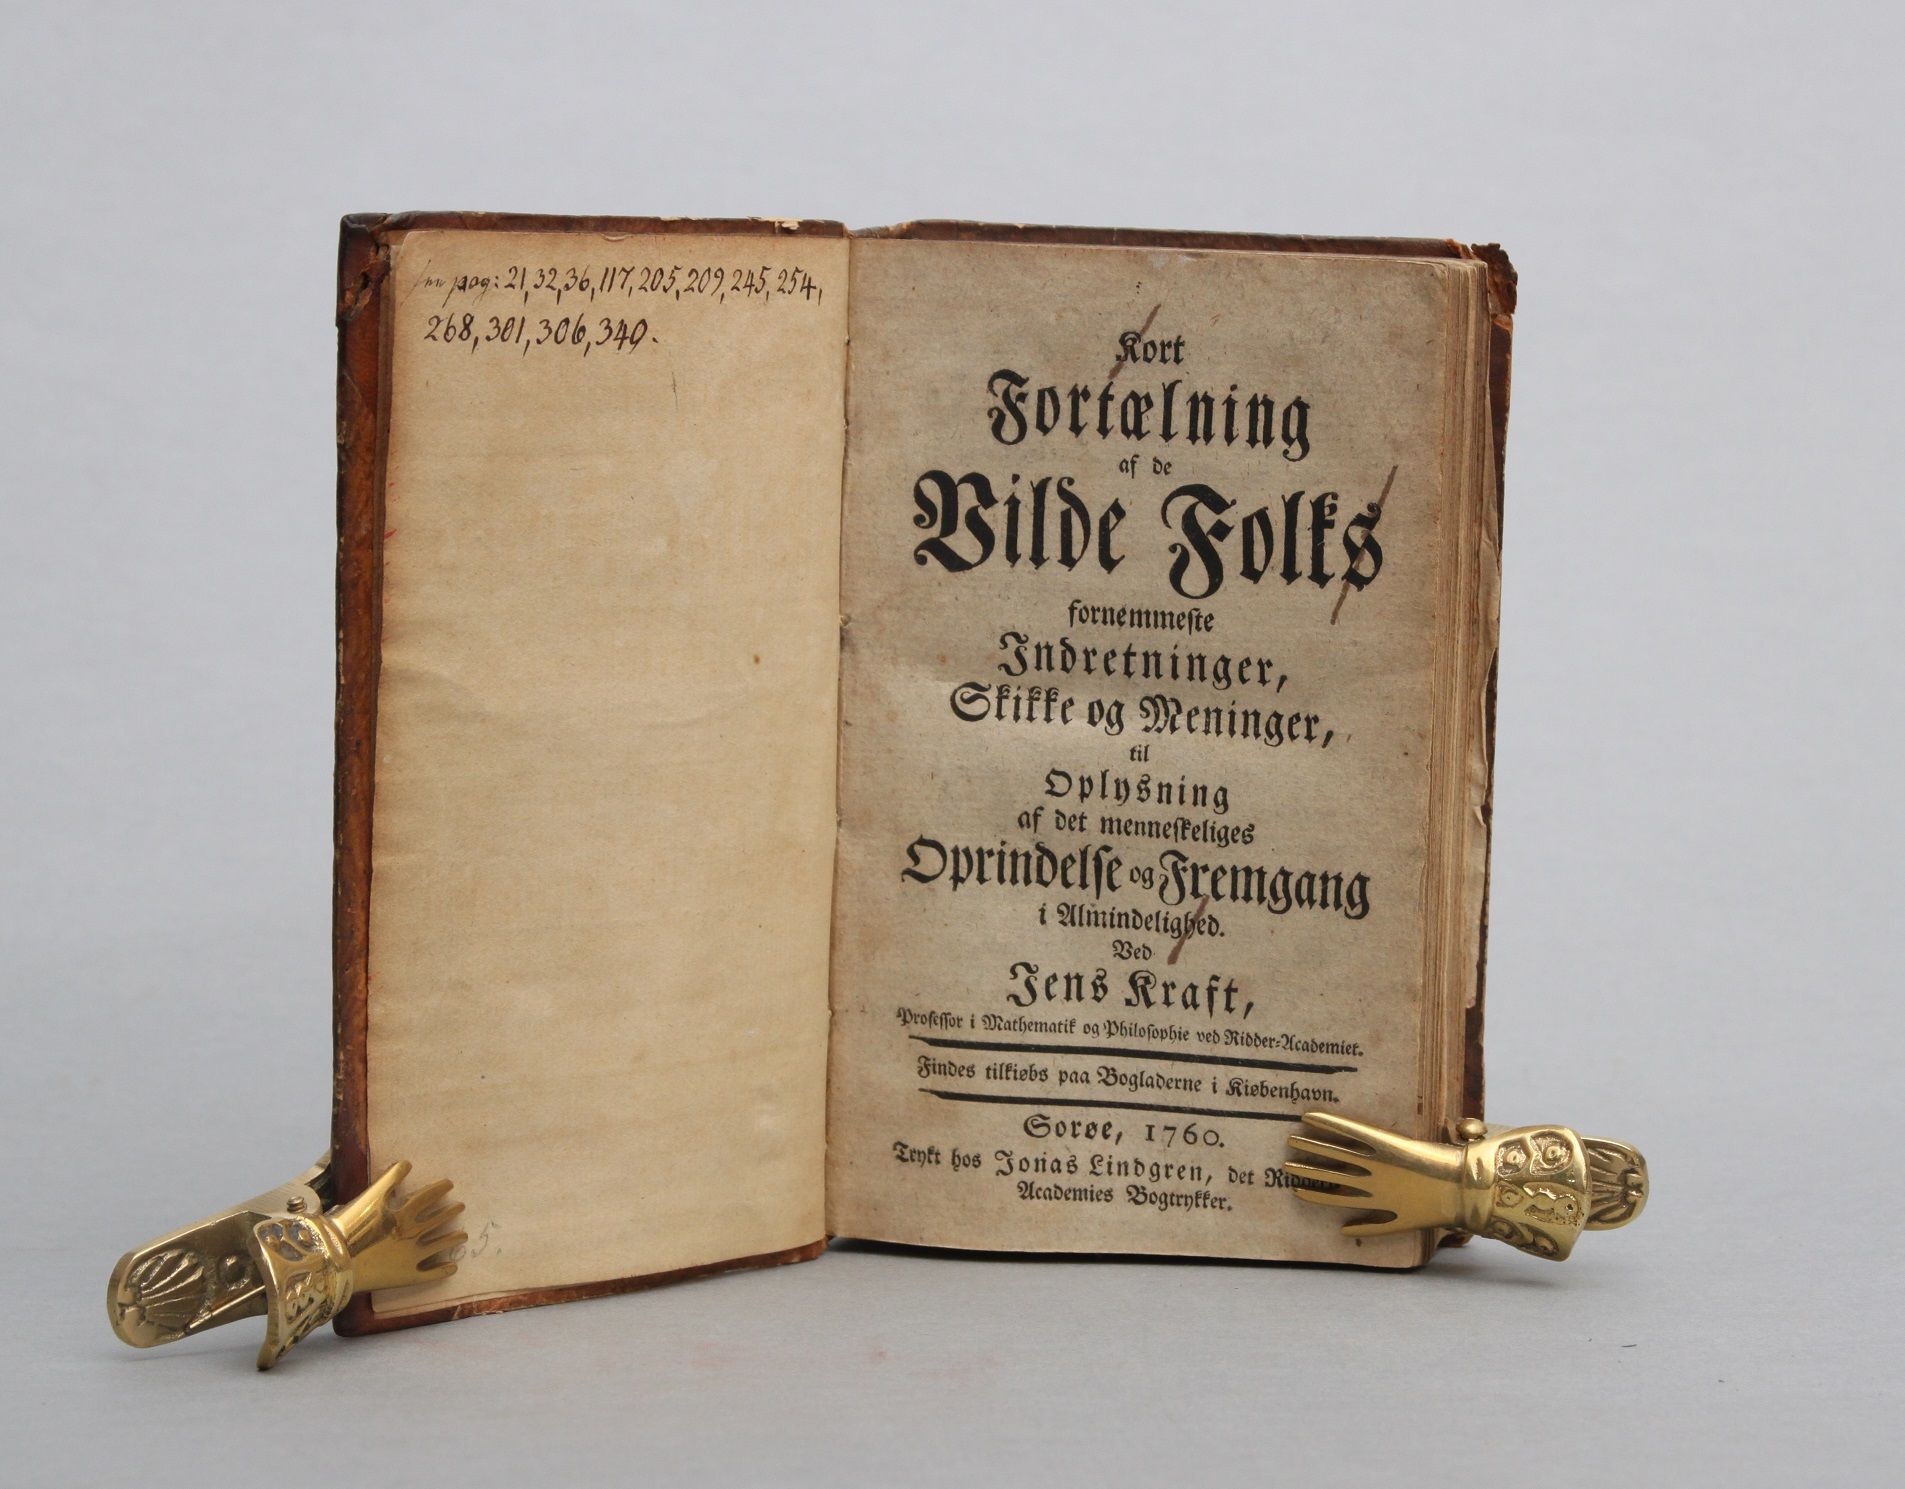 pag: 21, 32, 36, 117, 205, 209, 245, 254,
268, 301, 306, 340.
65.
Kort
Fortælning
af de
Vilde Folks
fornemmeſte
Indretninger,
Skikke og Meninger,
til
Oplysning
af det menneſkeliges
Oprindelſe og Fremgang
i Almindelighed.
Ved
Jens Kraft,
Profeſſor i Mathematik og Philoſophie ved Ridder-Academiet.
Findes tilkiøbs paa Bogladerne i Kiøbenhavn.
Sorøe, 1760.
Trykt hos Jonas Lindgren, det
Academies Bogtrykker.